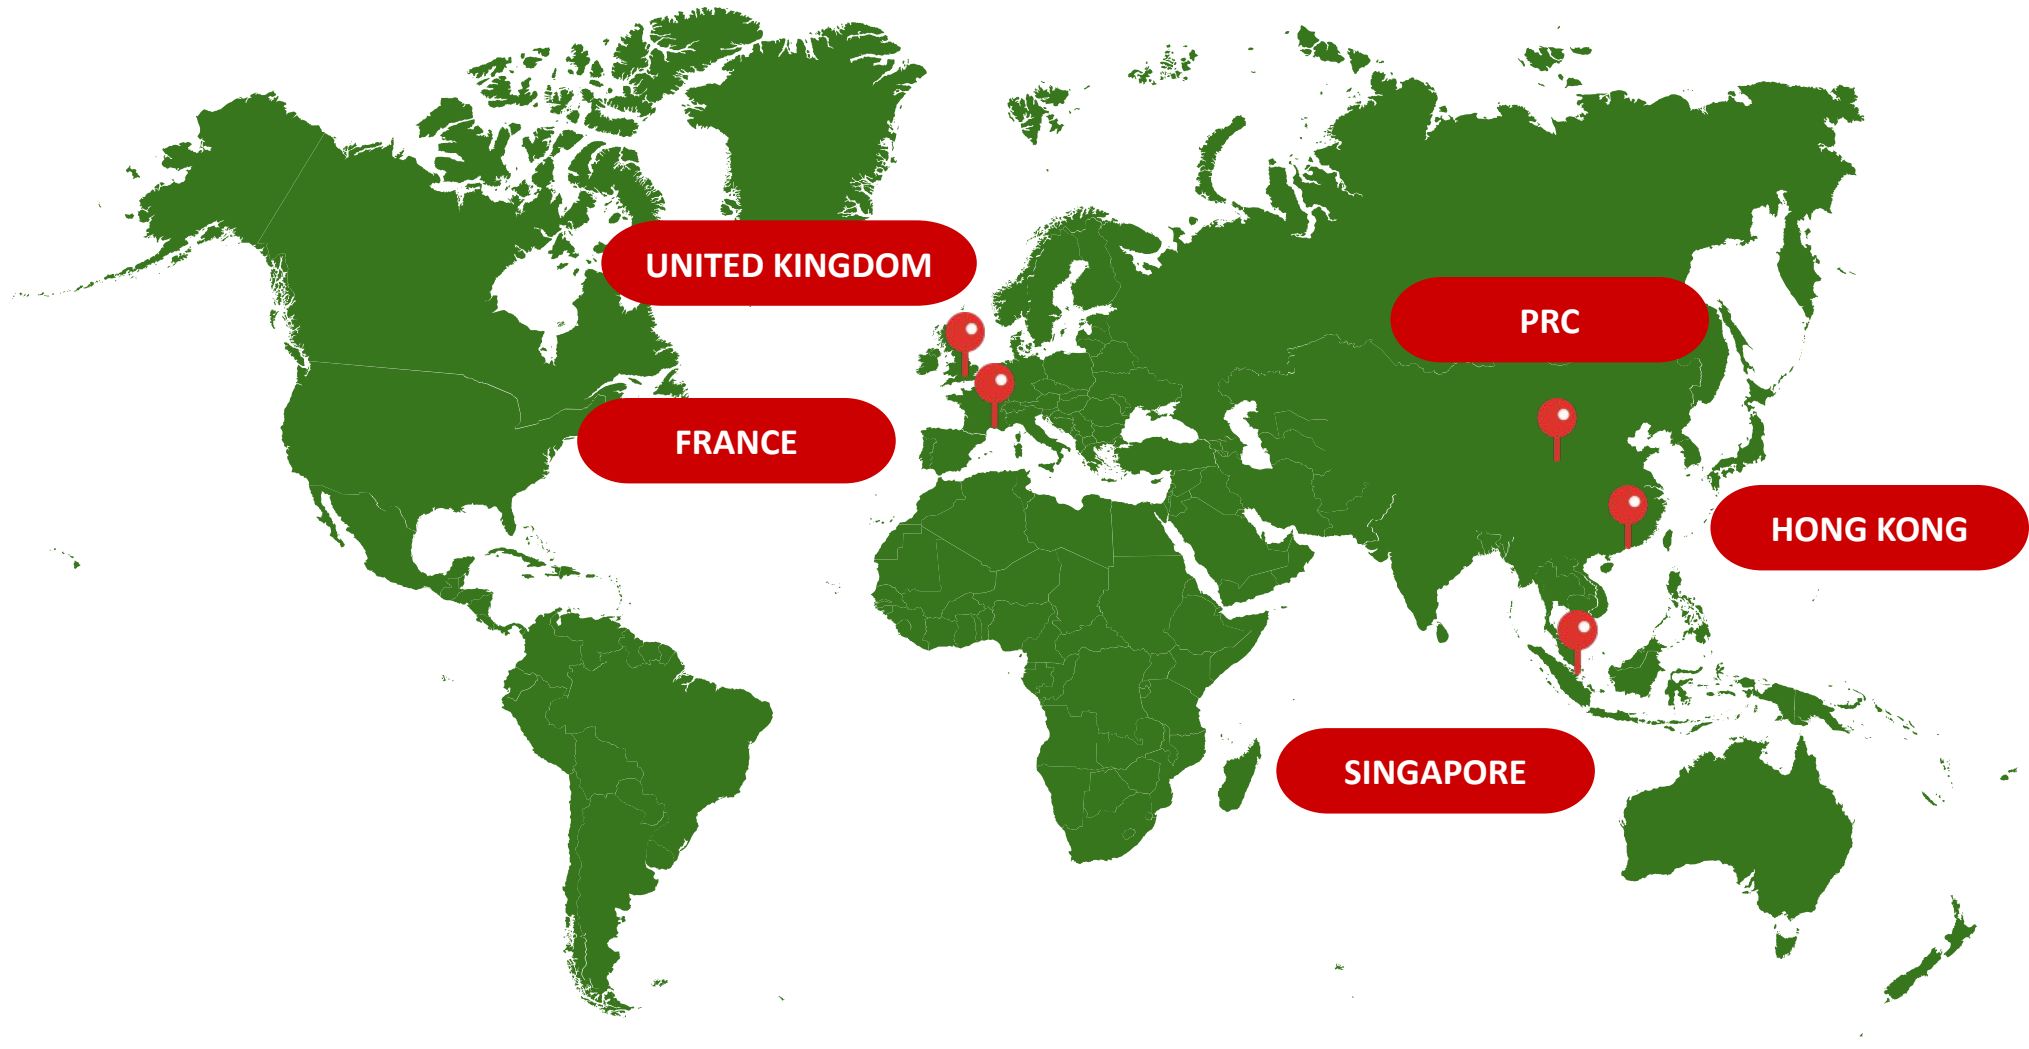 UNITED KINGDOM
PRC
FRANCE
HONG KONG
SINGAPORE